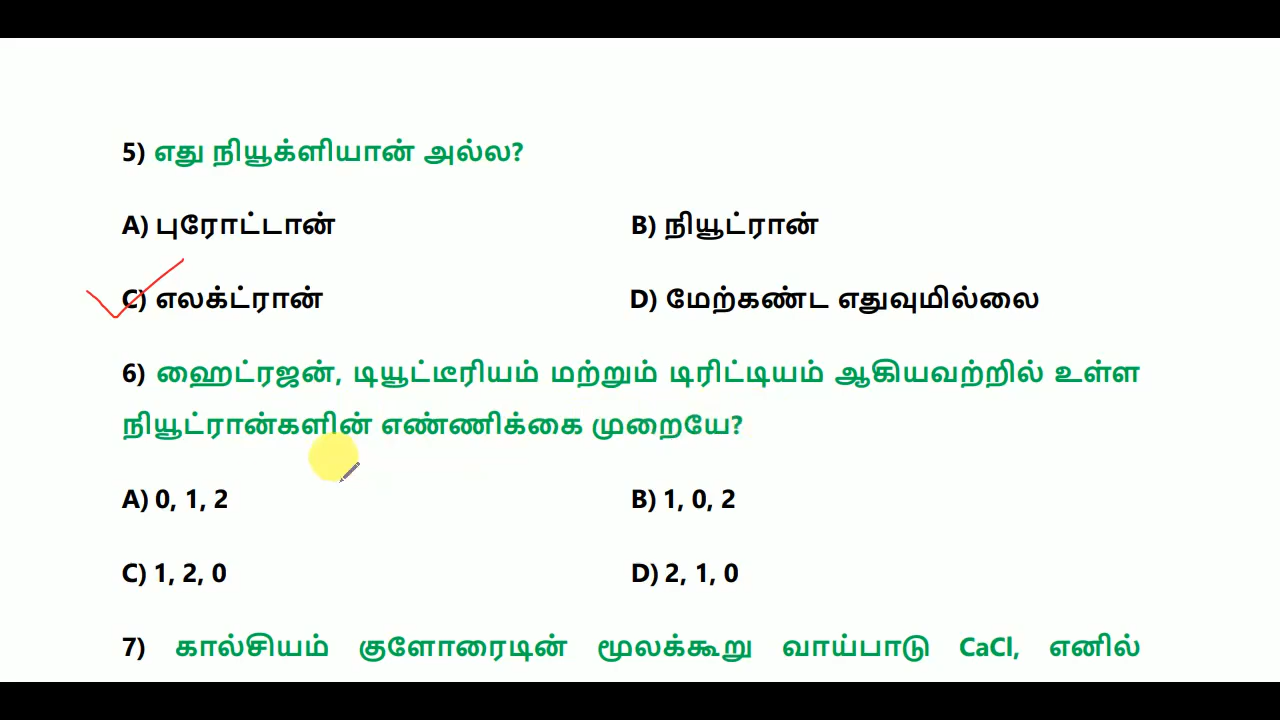 5) எது நியூக்ளியான் அல்ல?
A) புரோட்டான் B) நியூட்ரான்
C) எலக்ட்ரான் D) மேற்கண்ட எதுவுமில்லை
6) ஹைட்ரஜன், டியூட்டீரியம் மற்றும் டிரிட்டியம் ஆகியவற்றில் உள்ள
நியூட்ரான்களின் எண்ணிக்கை முறையே?
A) 0, 1, 2 B) 1, 0, 2
C) 1, 2, 0 D) 2, 1, 0
7) கால்சியம் குளோரைடின் மூலக்கூறு வாய்பாடு CaCl, எனில்